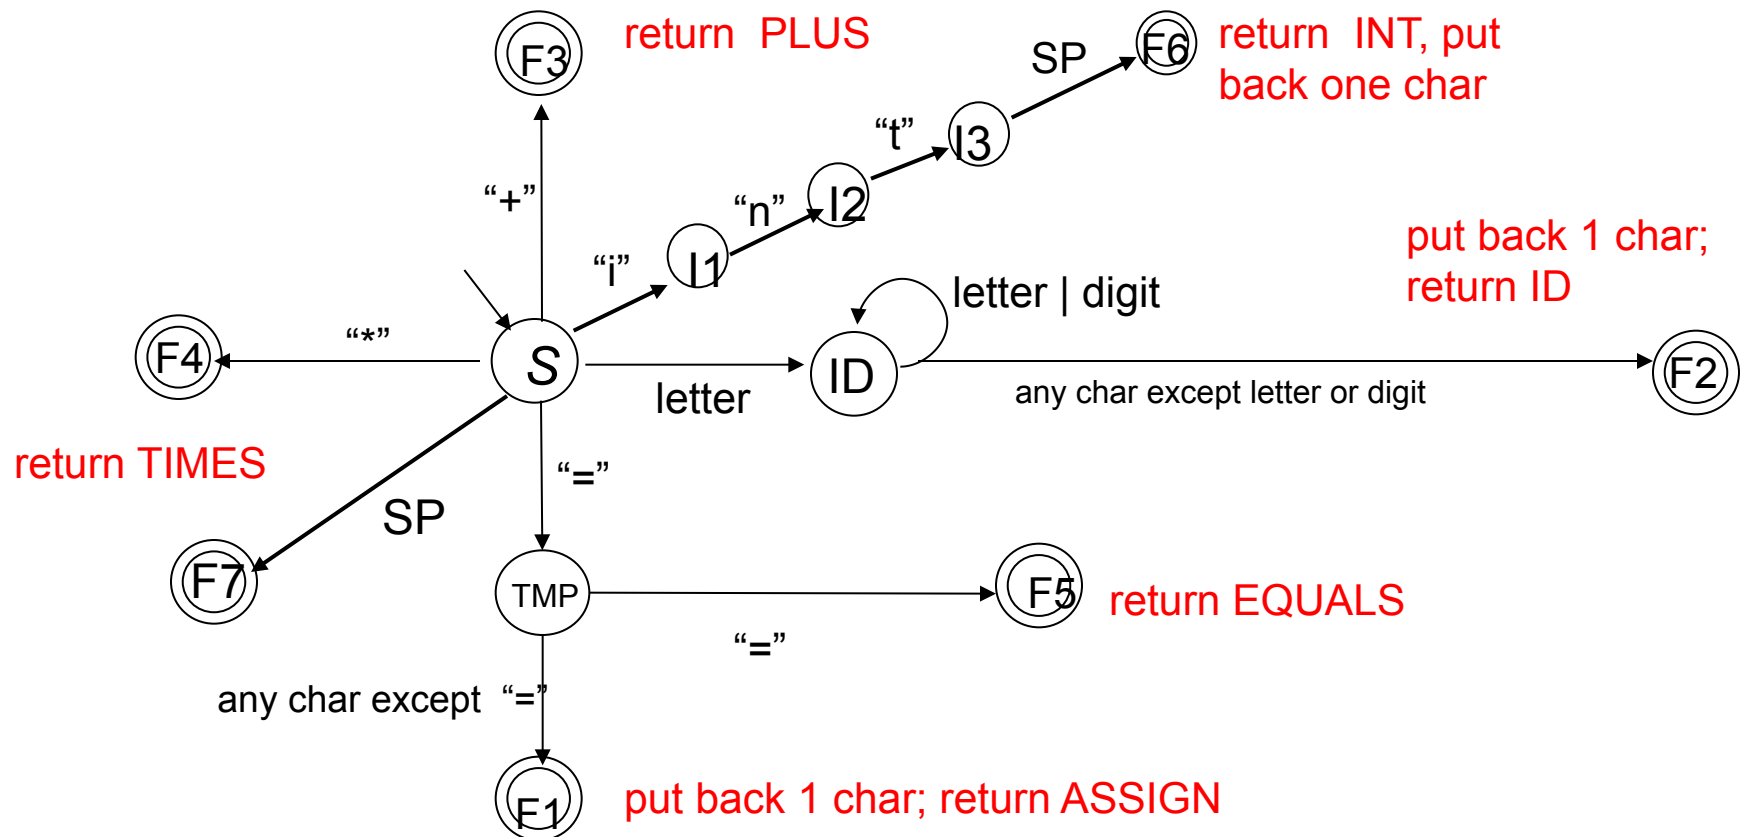 F3
return  PLUS
SP
F6
return  INT, put
back one char
“t”
I3
“+”
“n”
I2
“i”
I1
put back 1 char;
return ID
letter | digit
F4
“*”
S
letter
ID
any char except letter or digit
F2
return TIMES
SP
“=”
F7
TMP
“=”
F5
return EQUALS
any char except “=”
F1
put back 1 char; return ASSIGN